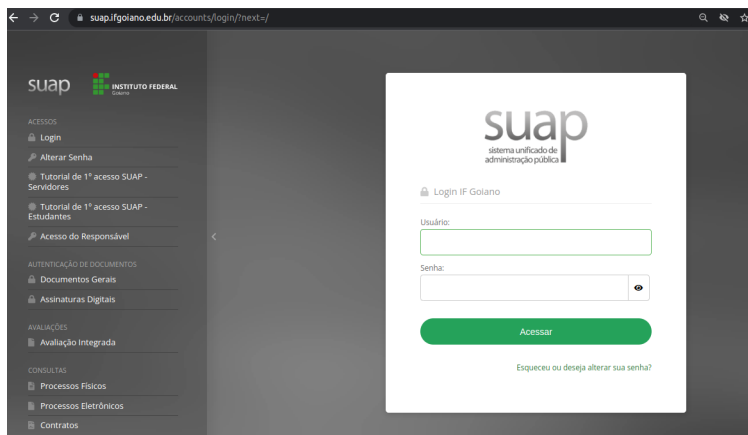 suap.ifgoiano.edu.br/accounts/login/?next=/
suap
INSTITUTO FEDERAL
Goiano
ACESSOS
Login
Alterar Senha
Tutorial de 1º acesso SUAP -
Servidores
Tutorial de 1º acesso SUAP -
Estudantes
Acesso do Responsável
AUTENTICAÇÃO DE DOCUMENTOS
Documentos Gerais
Assinaturas Digitais
AVALIAÇÕES
Avaliação Integrada
CONSULTAS
Processos Físicos
Processos Eletrônicos
Contratos
suap
sistema unificado de
administração pública
Login IF Goiano
Usuário:
Senha:
Acessar
Esqueceu ou deseja alterar sua senha?